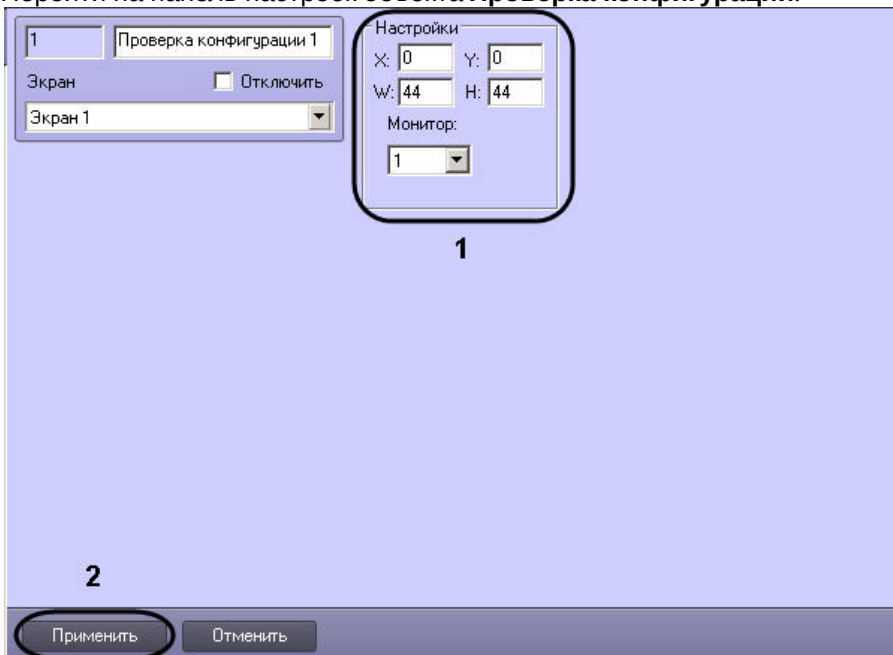 Перейти на панель настроек объекта Проверка конфигурации.
1 Проверка конфигурации 1
Экран Отключить
Экран 1
Настройки
X: 0 Y: 0
W: 44 H: 44
Монитор:
1
1
2
Применить Отменить